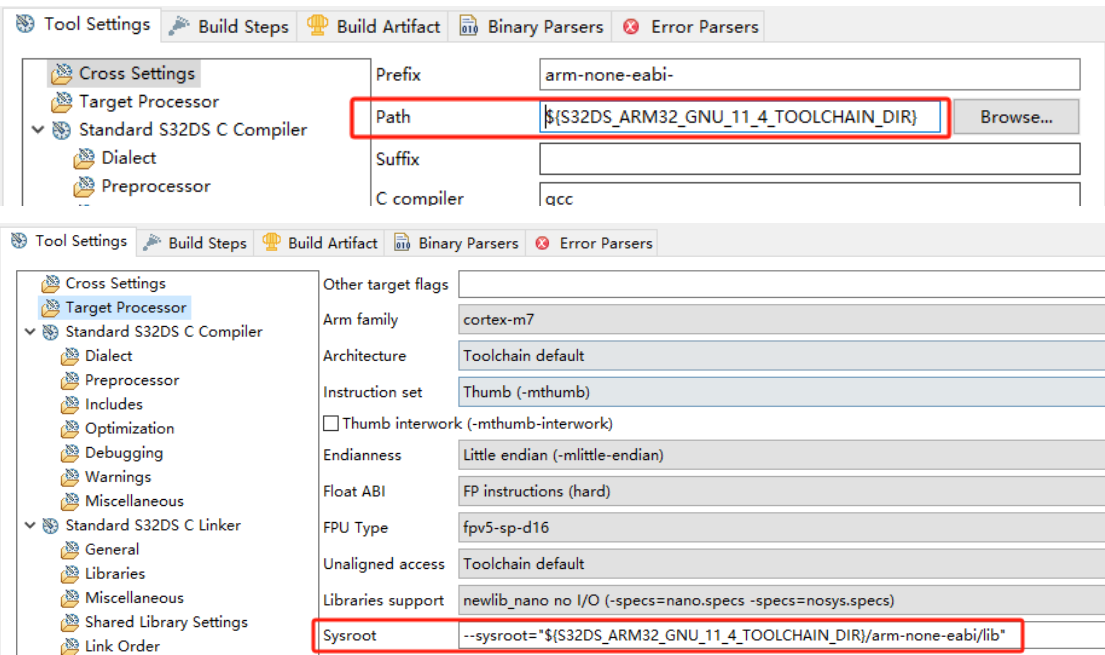 Tool Settings Build Steps Build Artifact Binary Parsers Error Parsers
Cross Settings
Target Processor
Standard S32DS C Compiler
Dialect
Preprocessor
Prefix arm-none-eabi-
Path ${S32DS_ARM32_GNU_11_4_TOOLCHAIN_DIR} Browse...
Suffix
C compiler gcc
Tool Settings Build Steps Build Artifact Binary Parsers Error Parsers
Cross Settings
Target Processor
Standard S32DS C Compiler
Dialect
Preprocessor
Includes
Optimization
Debugging
Warnings
Miscellaneous
Standard S32DS C Linker
General
Libraries
Miscellaneous
Shared Library Settings
Link Order
Other target flags
Arm family cortex-m7
Architecture Toolchain default
Instruction set Thumb (-mthumb)
Thumb interwork (-mthumb-interwork)
Endianness Little endian (-mlittle-endian)
Float ABI FP instructions (hard)
FPU Type fpv5-sp-d16
Unaligned access Toolchain default
Libraries support newlib_nano no I/O (-specs=nano.specs -specs=nosys.specs)
Sysroot --sysroot="${S32DS_ARM32_GNU_11_4_TOOLCHAIN_DIR}/arm-none-eabi/lib"